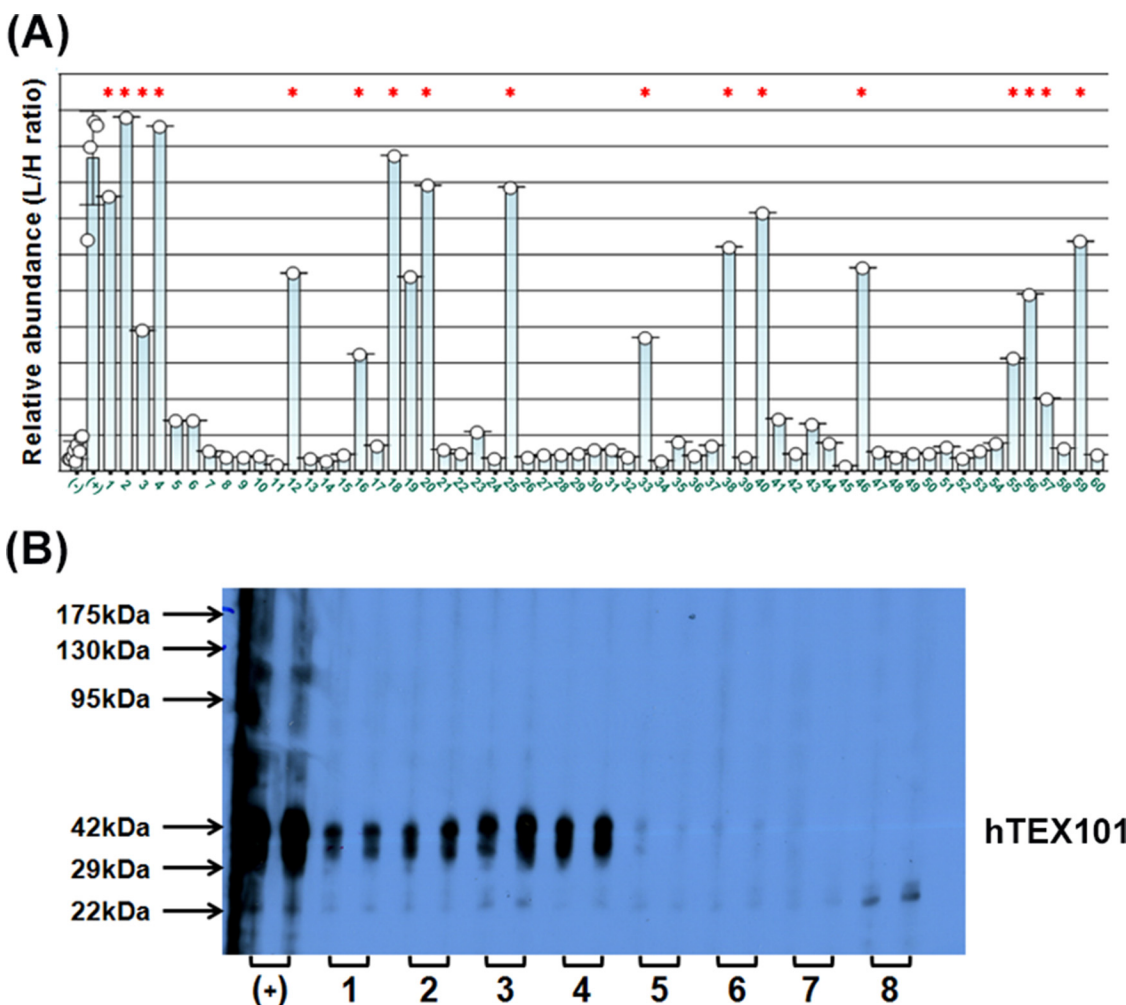 (A)
Relative abundance (L/H ratio)
* * * * * * * * * * * * * * * * *
(-) (+) 1 2 3 4 5 6 7 8 9 10 11 12 13 14 15 16 17 18 19 20 21 22 23 24 25 26 27 28 29 30 31 32 33 34 35 36 37 38 39 40 41 42 43 44 45 46 47 48 49 50 51 52 53 54 55 56 57 58 59 60
(B)
175kDa
130kDa
95kDa
42kDa
hTEX101
29kDa
22kDa
(+) 1 2 3 4 5 6 7 8